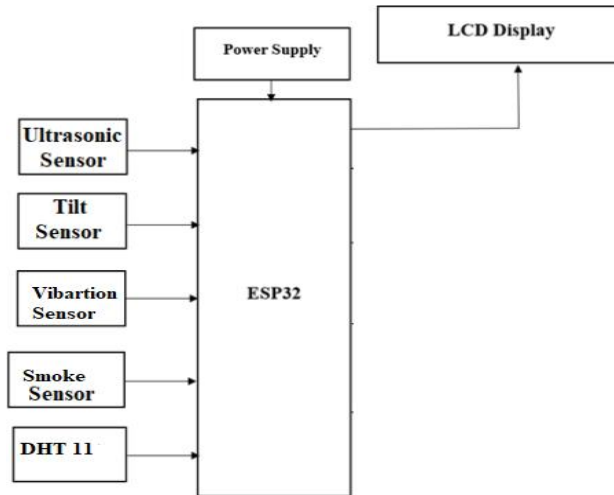 Power Supply
LCD Display
Ultrasonic
Sensor
Tilt
Sensor
Vibartion
Sensor
ESP32
Smoke
Sensor
DHT 11